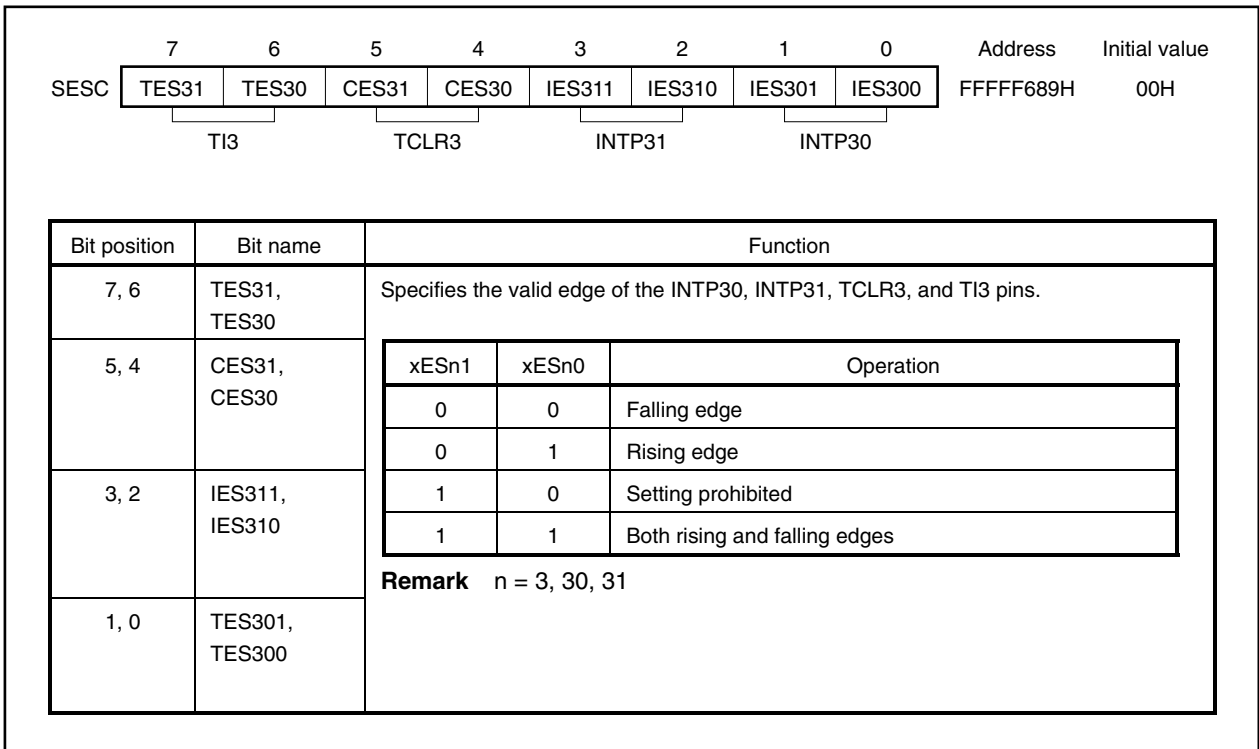 7 6 5 4 3 2 1 0 Address Initial value
SESC TES31 TES30 CES31 CES30 IES311 IES310 IES301 IES300 FFFFF689H 00H
TI3 TCLR3 INTP31 INTP30
Bit position Bit name Function
7, 6 TES31, Specifies the valid edge of the INTP30, INTP31, TCLR3, and TI3 pins.
TES30
5, 4 CES31, xESn1 xESn0 Operation
CES30
0 0 Falling edge
0 1 Rising edge
3, 2 IES311, 1 0 Setting prohibited
IES310
1 1 Both rising and falling edges
Remark n = 3, 30, 31
1, 0 TES301,
TES300